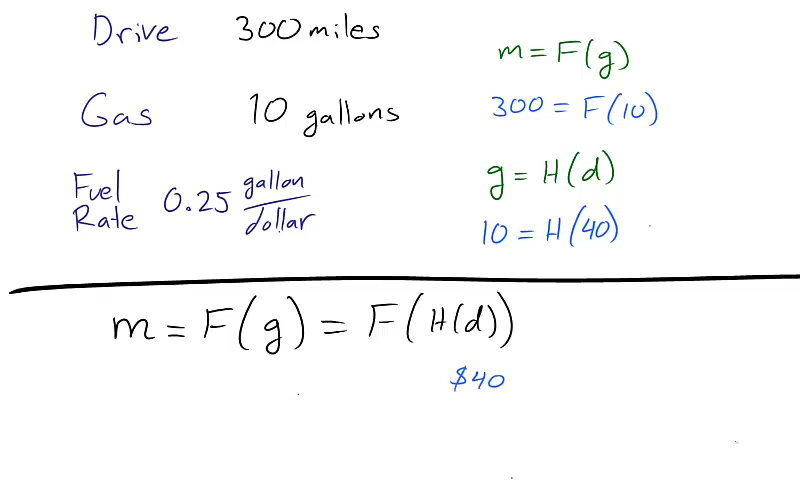 Drive 300 miles
m = F(g)
Gas 10 gallons
300 = F(10)
Fuel Rate 0.25 gallon/dollar
g = H(d)
10 = H(40)
m = F(g) = F(H(d))
$40